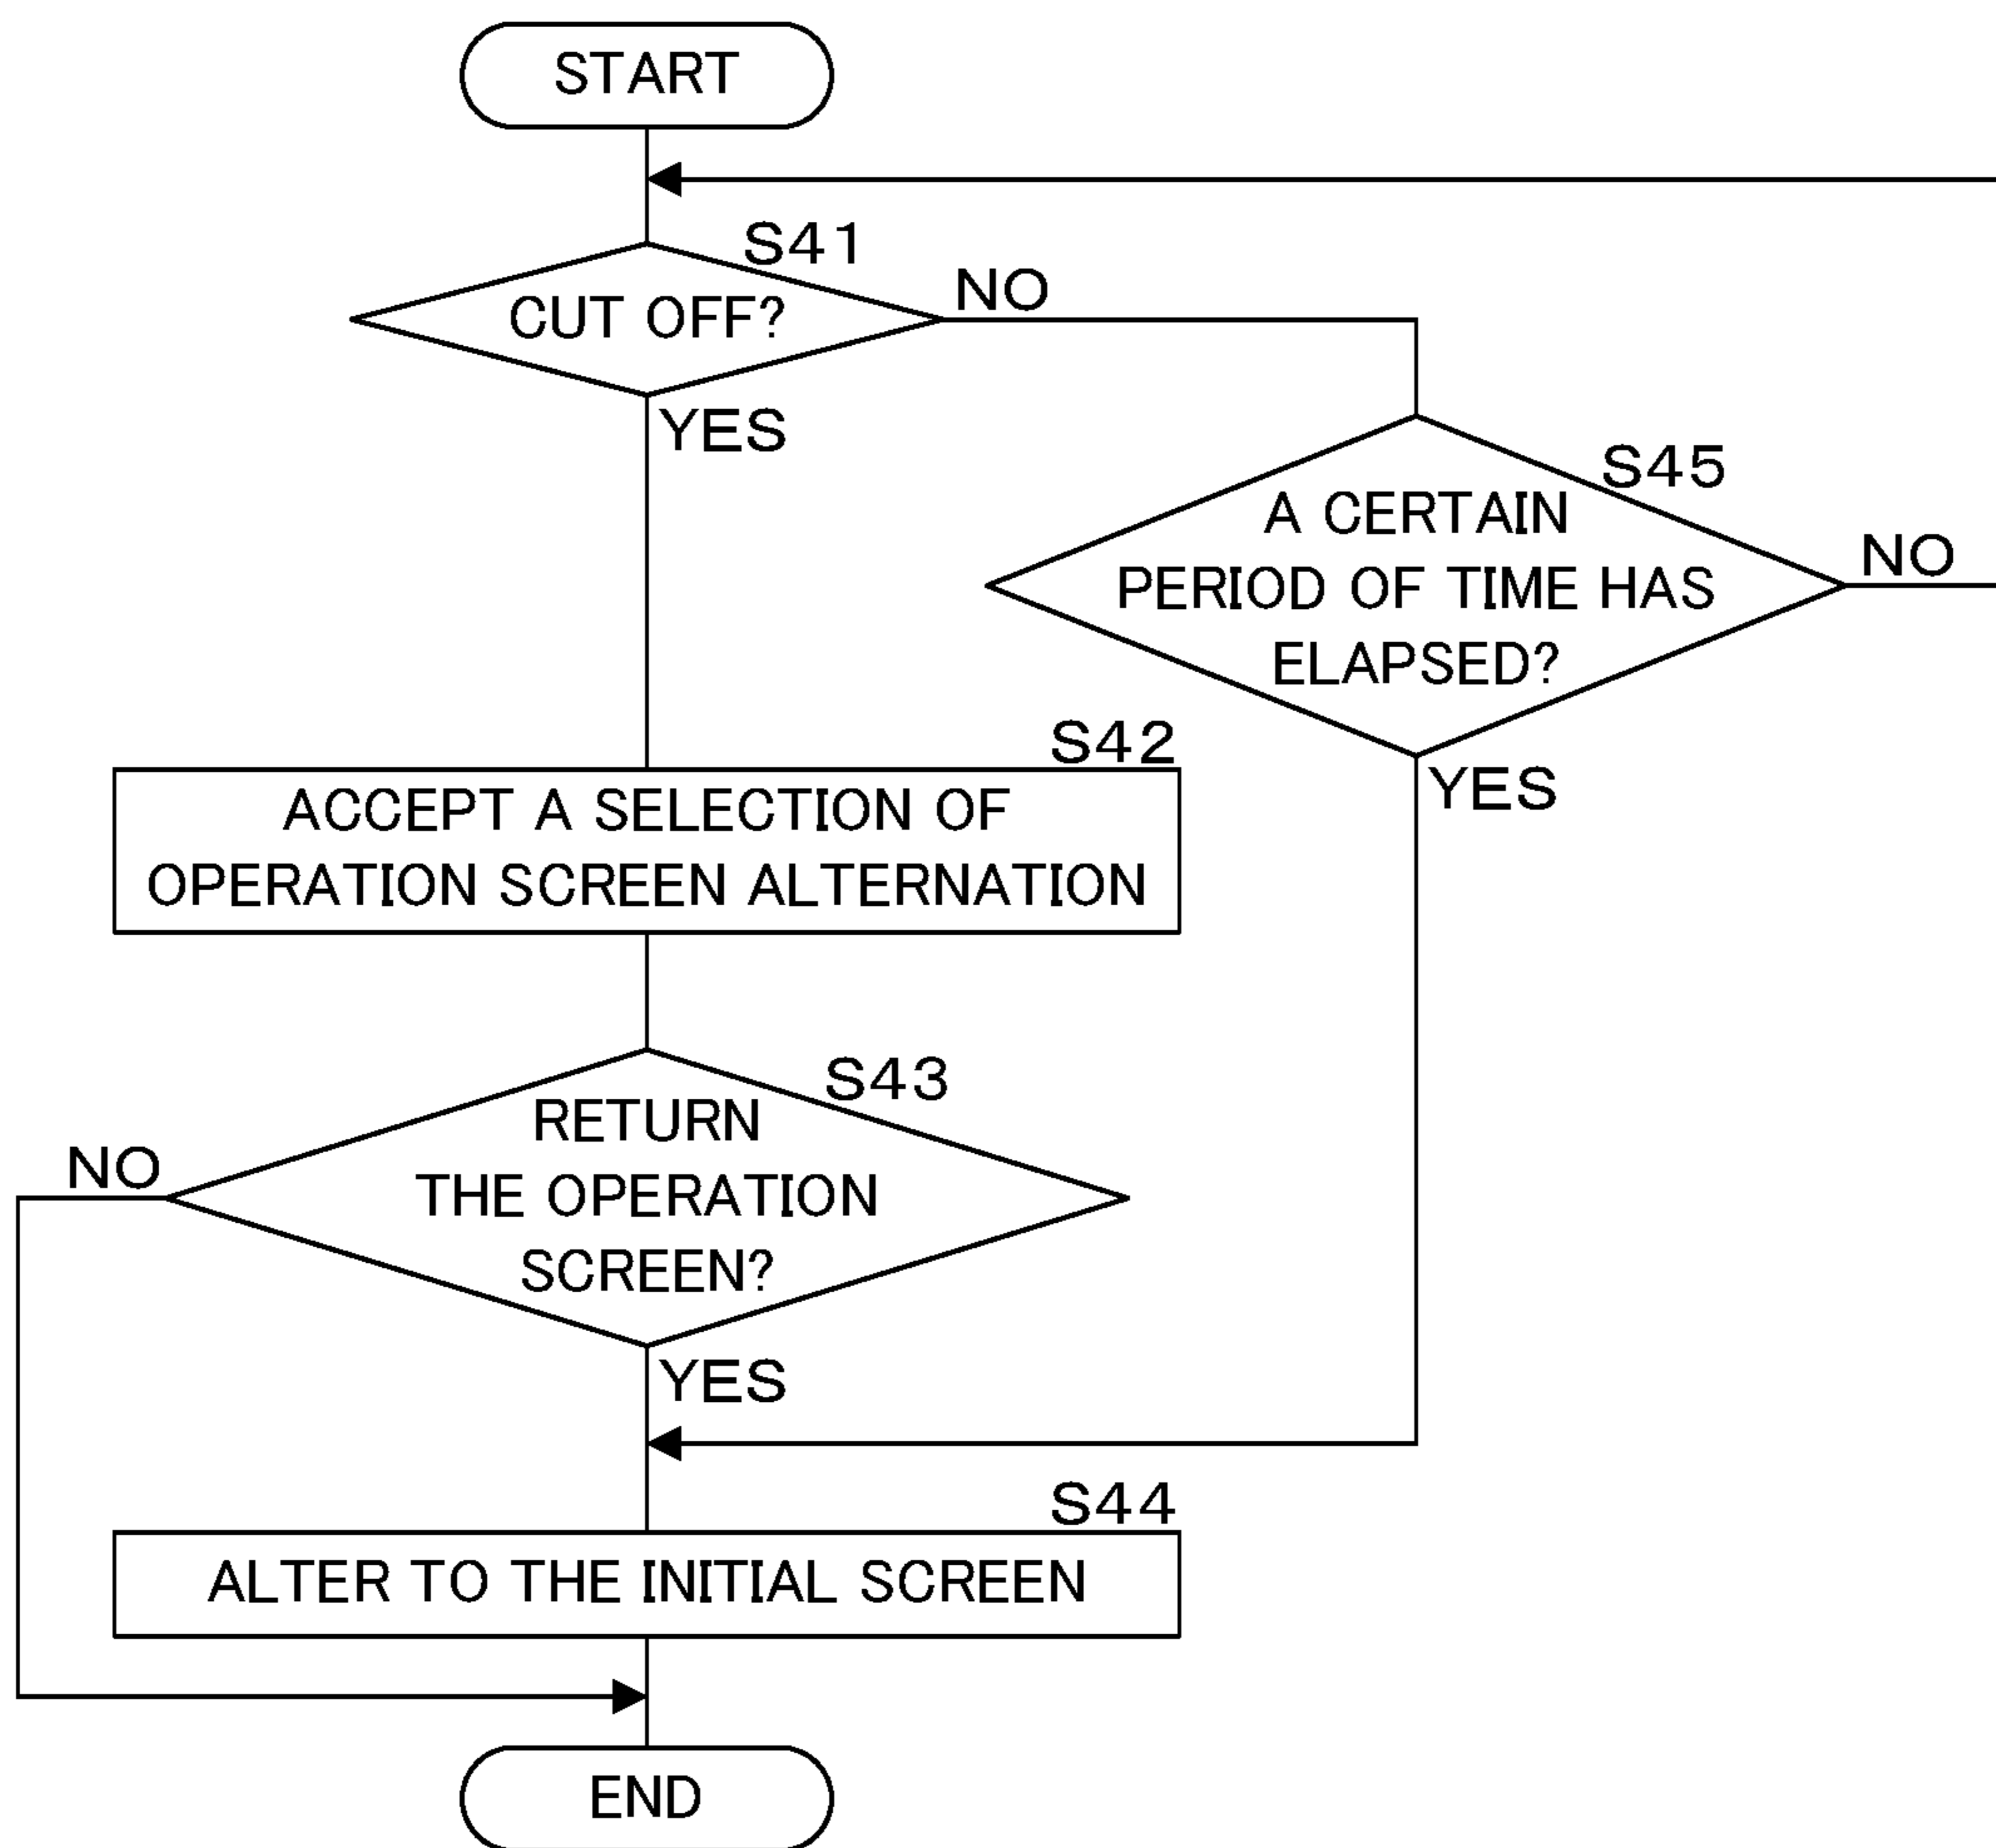 START
S41
CUT OFF?
NO
YES
S45
A CERTAIN
PERIOD OF TIME HAS
ELAPSED?
NO
YES
S42
ACCEPT A SELECTION OF
OPERATION SCREEN ALTERNATION
S43
RETURN
THE OPERATION
SCREEN?
NO
YES
S44
ALTER TO THE INITIAL SCREEN
END